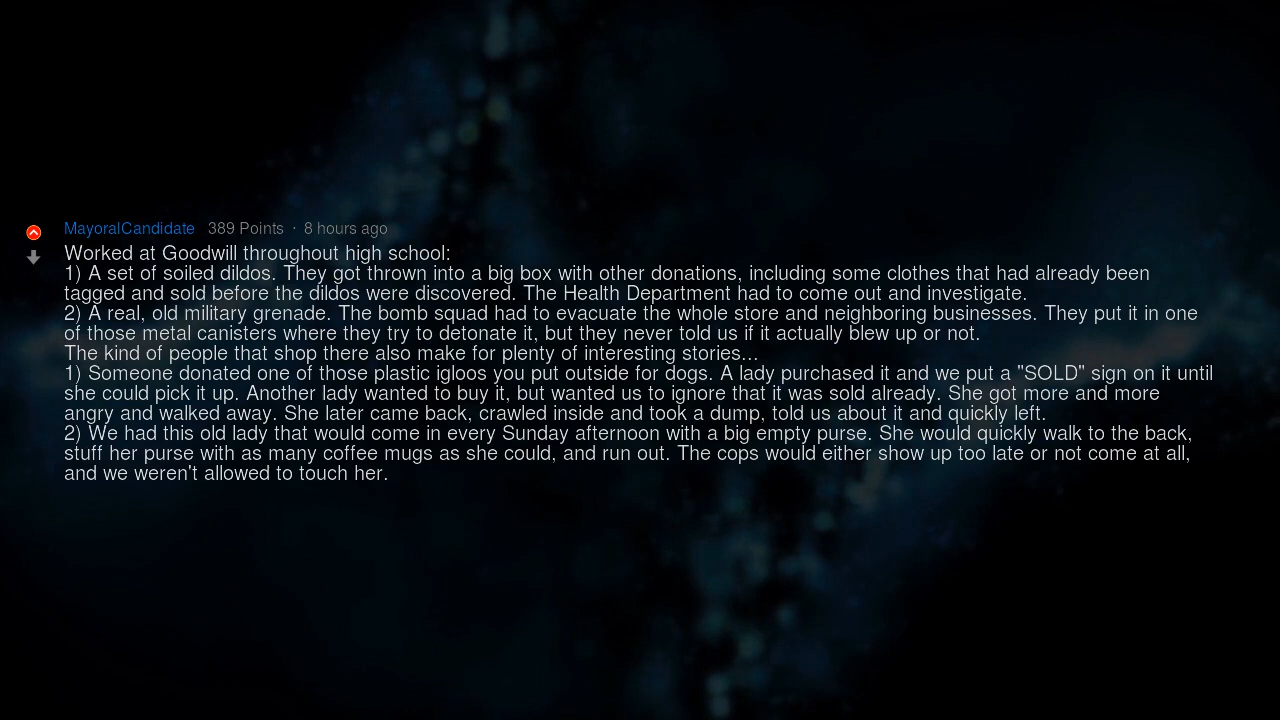 MayoralCandidate 389 Points · 8 hours ago
Worked at Goodwill throughout high school:
1) A set of soiled dildos. They got thrown into a big box with other donations, including some clothes that had already been
tagged and sold before the dildos were discovered. The Health Department had to come out and investigate.
2) A real, old military grenade. The bomb squad had to evacuate the whole store and neighboring businesses. They put it in one
of those metal canisters where they try to detonate it, but they never told us if it actually blew up or not.
The kind of people that shop there also make for plenty of interesting stories...
1) Someone donated one of those plastic igloos you put outside for dogs. A lady purchased it and we put a "SOLD" sign on it until
she could pick it up. Another lady wanted to buy it, but wanted us to ignore that it was sold already. She got more and more
angry and walked away. She later came back, crawled inside and took a dump, told us about it and quickly left.
2) We had this old lady that would come in every Sunday afternoon with a big empty purse. She would quickly walk to the back,
stuff her purse with as many coffee mugs as she could, and run out. The cops would either show up too late or not come at all,
and we weren't allowed to touch her.